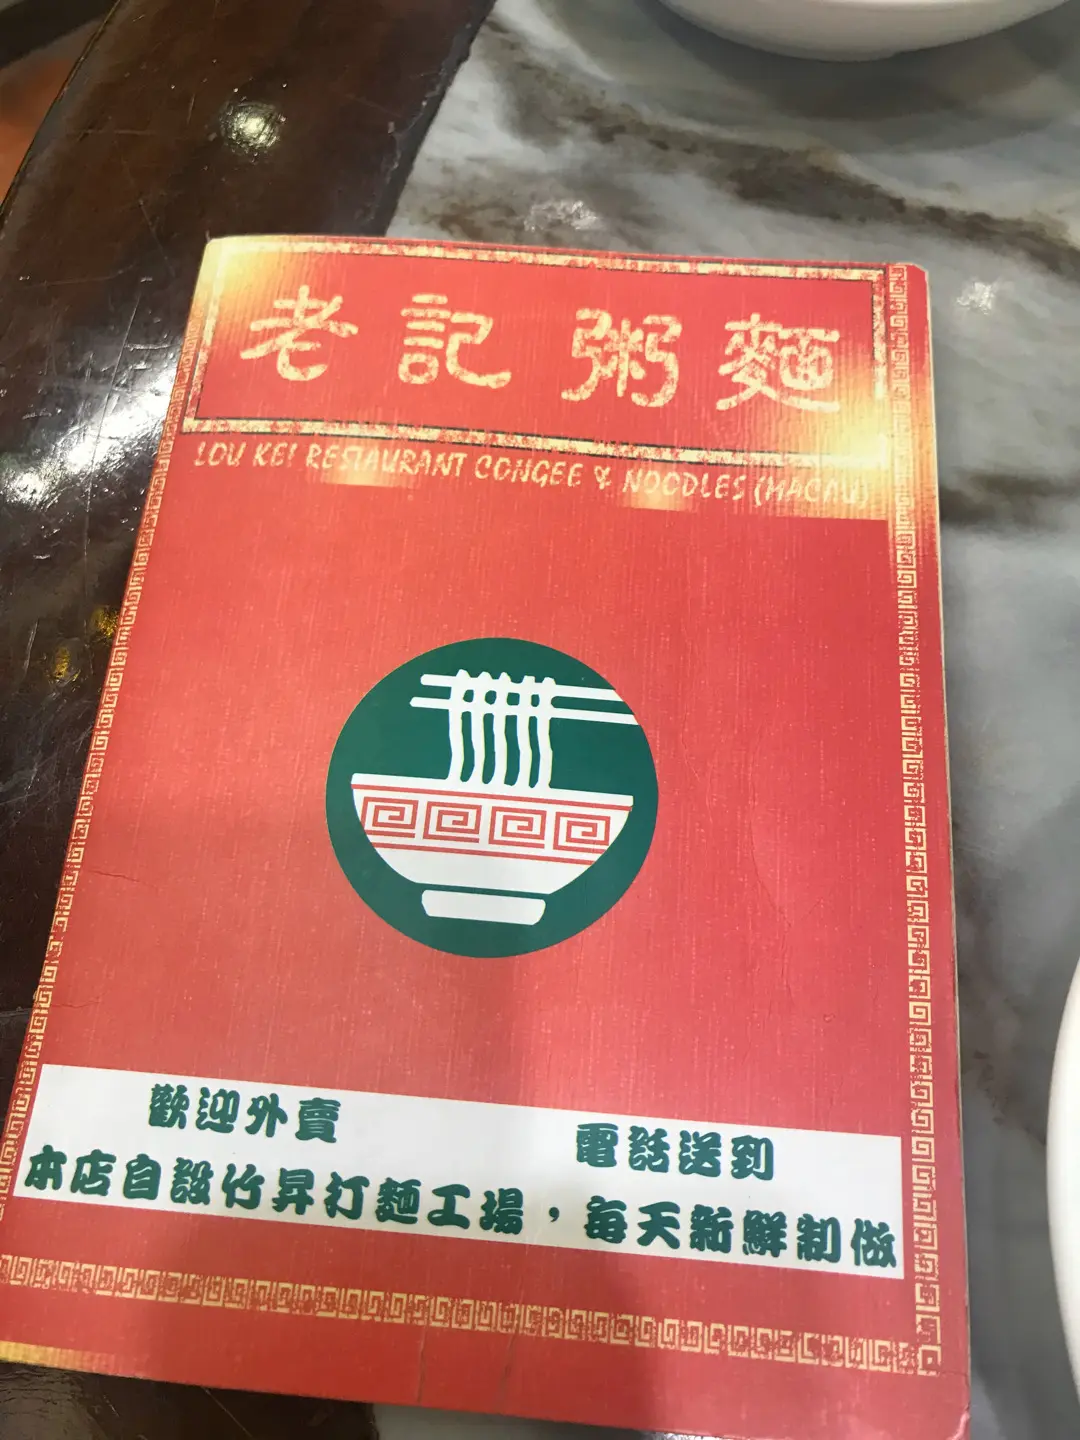 老記粥麵
LOU KEI RESTAURANT CONGEE & NOODLES (MACAU)
歡迎外賣 電話送到
本店自設竹昇打麵工場，每天新鮮制做